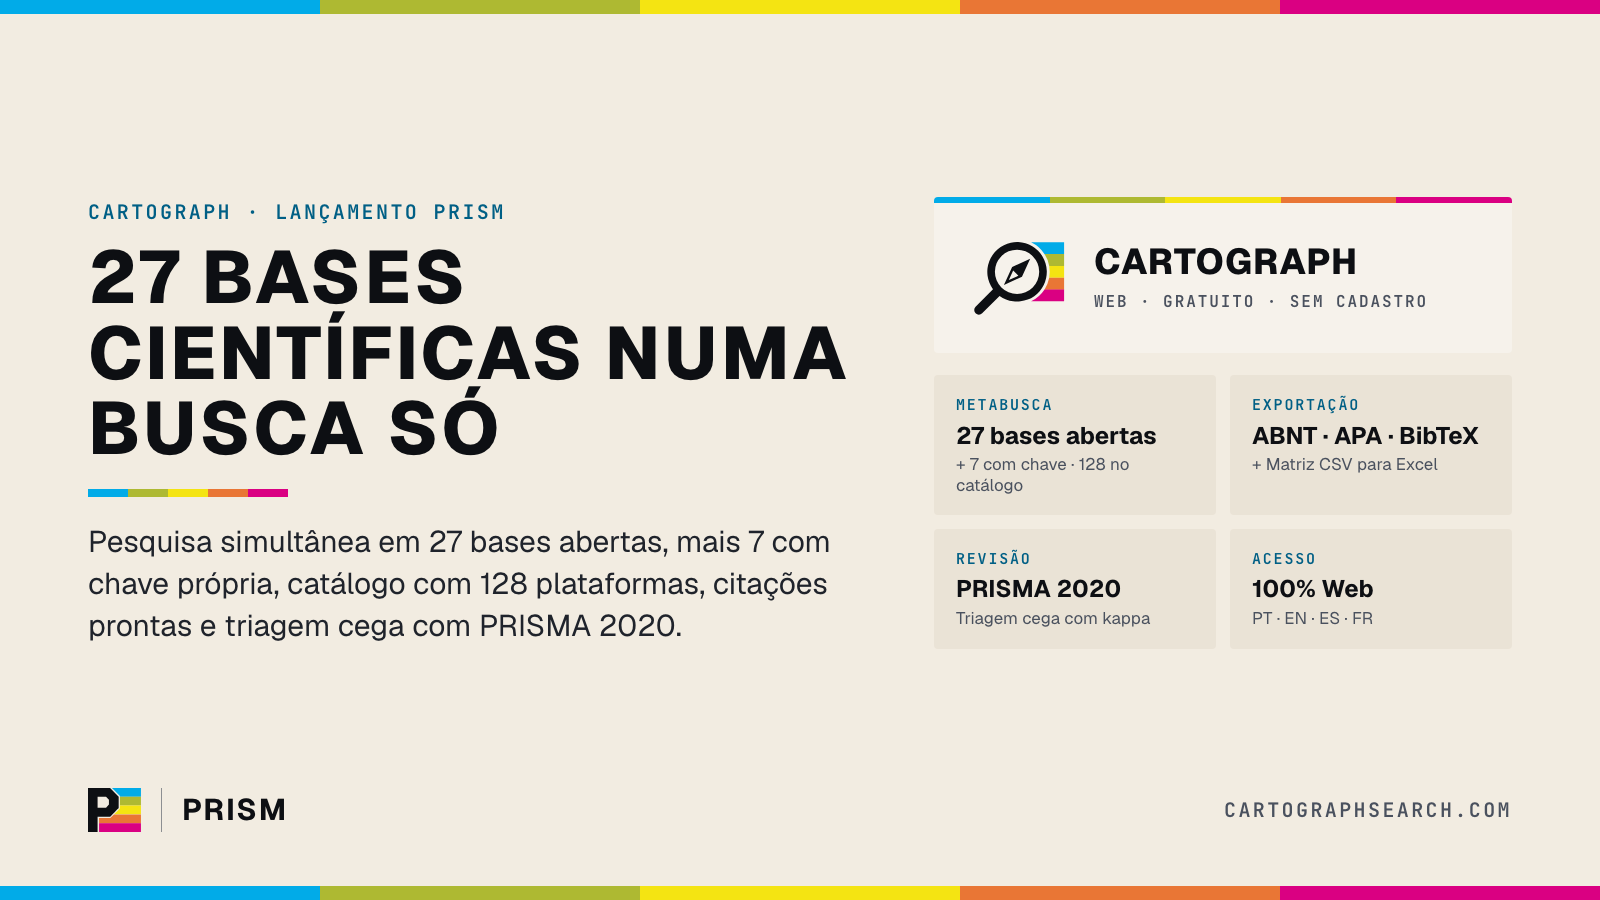 CARTOGRAPH · LANÇAMENTO PRISM
27 BASES
CIENTÍFICAS NUMA
BUSCA SÓ
Pesquisa simultânea em 27 bases abertas, mais 7 com
chave própria, catálogo com 128 plataformas, citações
prontas e triagem cega com PRISMA 2020.
CARTOGRAPH
WEB · GRATUITO · SEM CADASTRO
METABUSCA
27 bases abertas
+ 7 com chave · 128 no
catálogo
EXPORTAÇÃO
ABNT · APA · BibTeX
+ Matriz CSV para Excel
REVISÃO
PRISMA 2020
Triagem cega com kappa
ACESSO
100% Web
PT · EN · ES · FR
P
PRISM
CARTOGRAPHSEARCH.COM